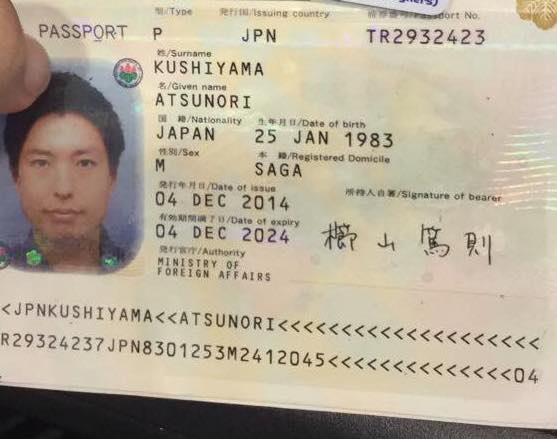 型/Type 発行国/Issuing country 旅券番号/Passport No.
PASSPORT P JPN TR2932423
姓/Surname
KUSHIYAMA
名/Given name
ATSUNORI
国 籍/Nationality 生年月日/Date of birth
JAPAN 25 JAN 1983
性別/Sex 本 籍/Registered Domicile
M SAGA
発行年月日/Date of issue 所持人自署/Signature of bearer
04 DEC 2014
有効期間満了日/Date of expiry
04 DEC 2024 櫛山篤則
発行官庁/Authority
MINISTRY OF
FOREIGN AFFAIRS
<JPNKUSHIYAMA<<ATSUNORI<<<<<<<<<<<<<<<<<<<<<
R29324237JPN8301253M2412045<<<<<<<<<<<<<<04